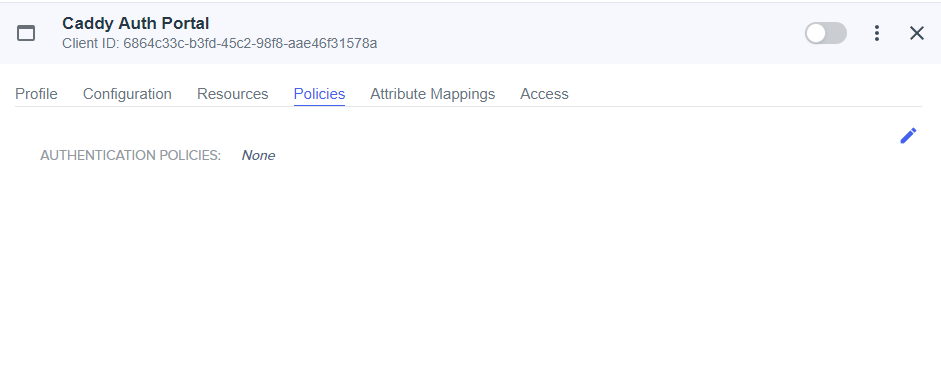 Caddy Auth Portal
Client ID: 6864c33c-b3fd-45c2-98f8-aae46f31578a
Profile Configuration Resources Policies Attribute Mappings Access
AUTHENTICATION POLICIES: None